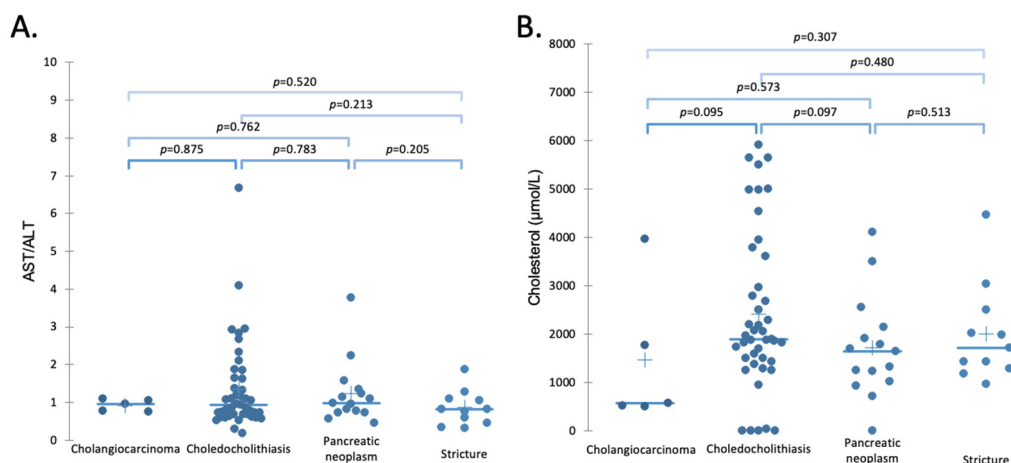 A.
10
9
8
7
6
5
4
3
2
1
0
AST/ALT
p=0.520
p=0.213
p=0.762
p=0.875
p=0.783
p=0.205
Cholangiocarcinoma
Choledocholithiasis
Pancreatic
neoplasm
Stricture
B.
8000
7000
6000
5000
4000
3000
2000
1000
0
Cholesterol (µmol/L)
p=0.307
p=0.480
p=0.573
p=0.095
p=0.097
p=0.513
Cholangiocarcinoma
Choledocholithiasis
Pancreatic
neoplasm
Stricture